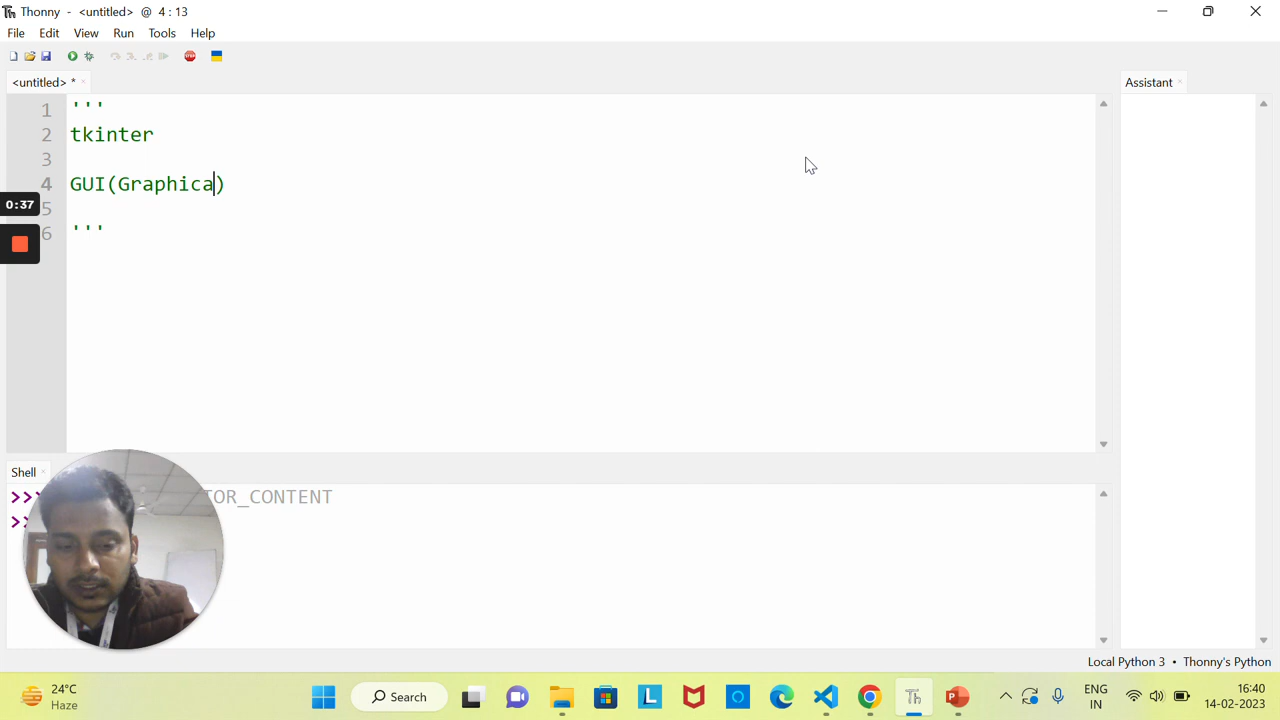 Thonny - <untitled> @ 4 : 13
File Edit View Run Tools Help
STOP
<untitled> *
Assistant
1 '''
2 tkinter
3
4 GUI(Graphica)
5
6 '''
0:37
Shell
>>> TOR_CONTENT
>>
Local Python 3 • Thonny's Python
24°C
Haze
Search
L
Th
P
ENG
IN
16:40
14-02-2023